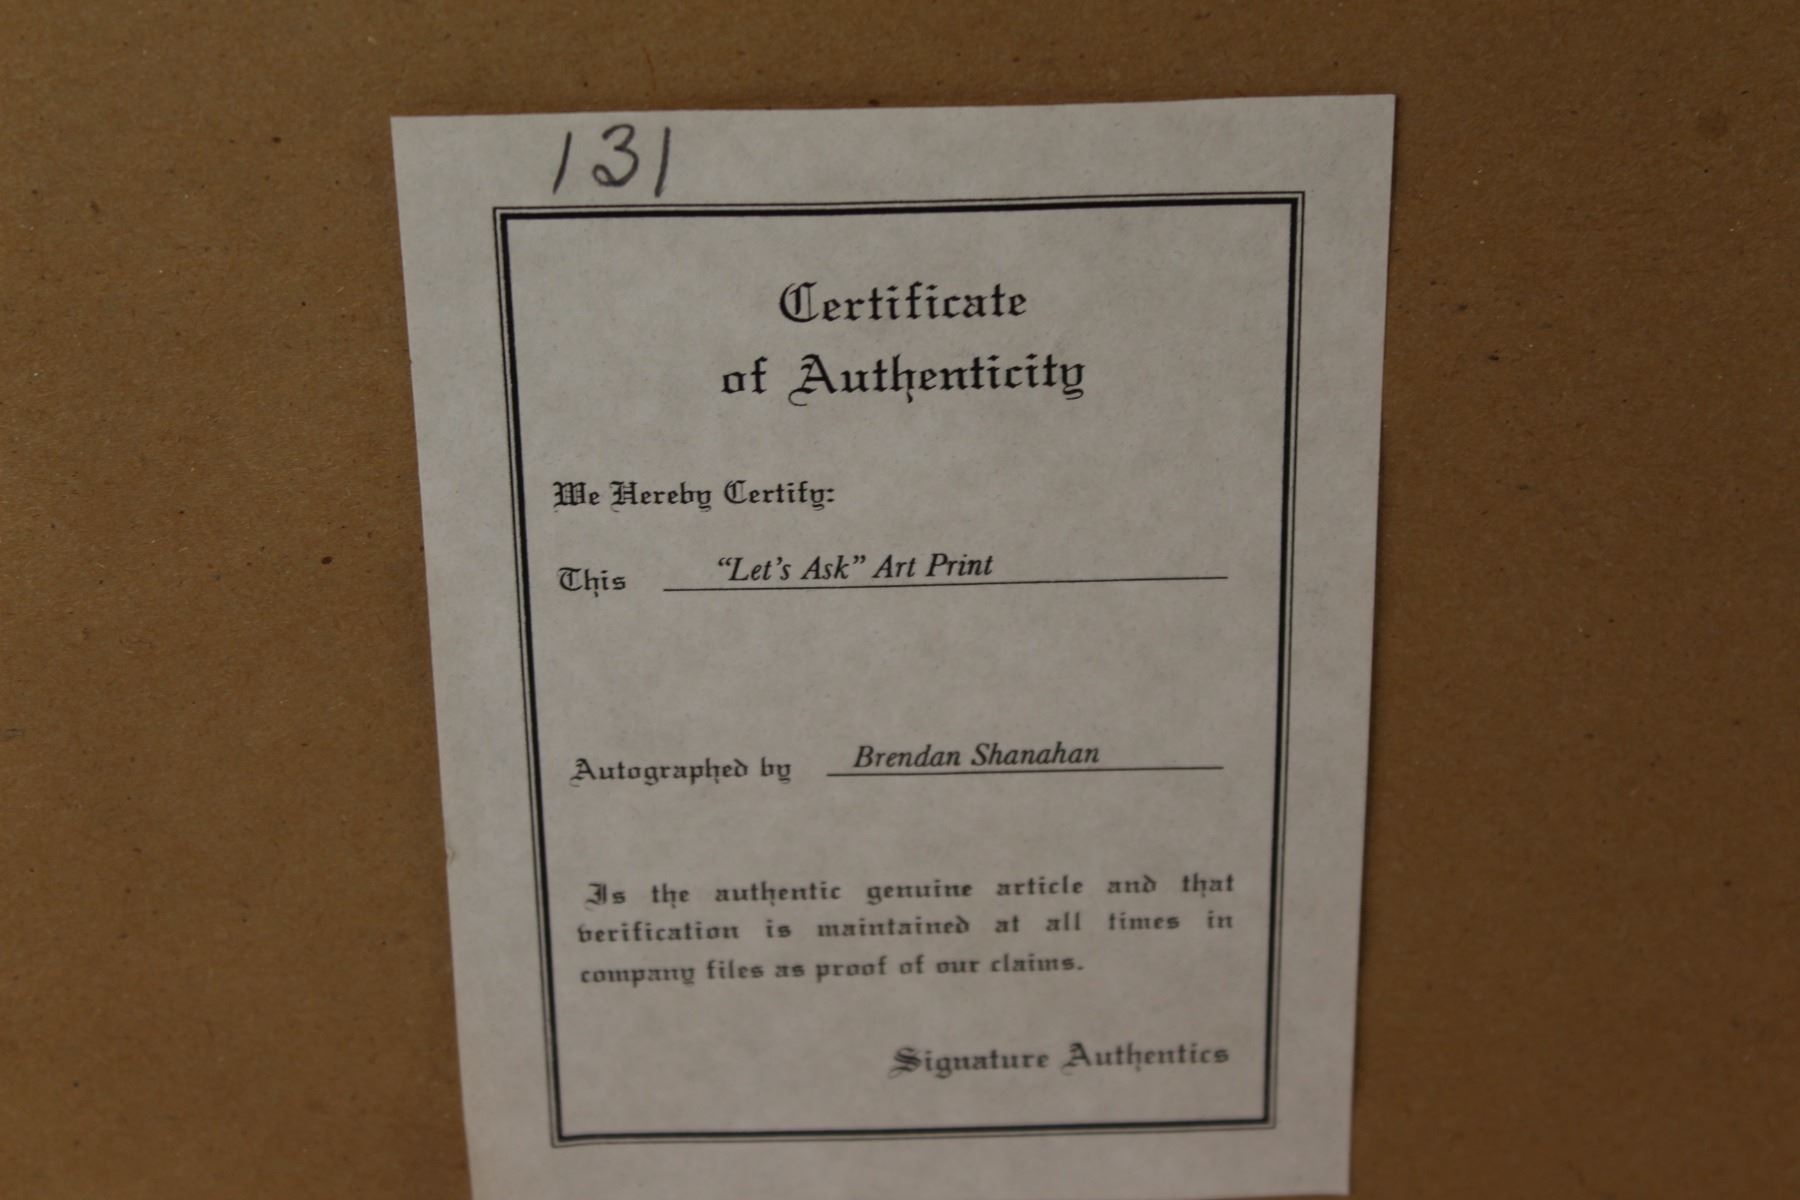 131
Certificate
of Authenticity
We Hereby Certify:
This “Let’s Ask” Art Print
Autographed by Brendan Shanahan
Is the authentic genuine article and that
verification is maintained at all times in
company files as proof of our claims.
Signature Authentics